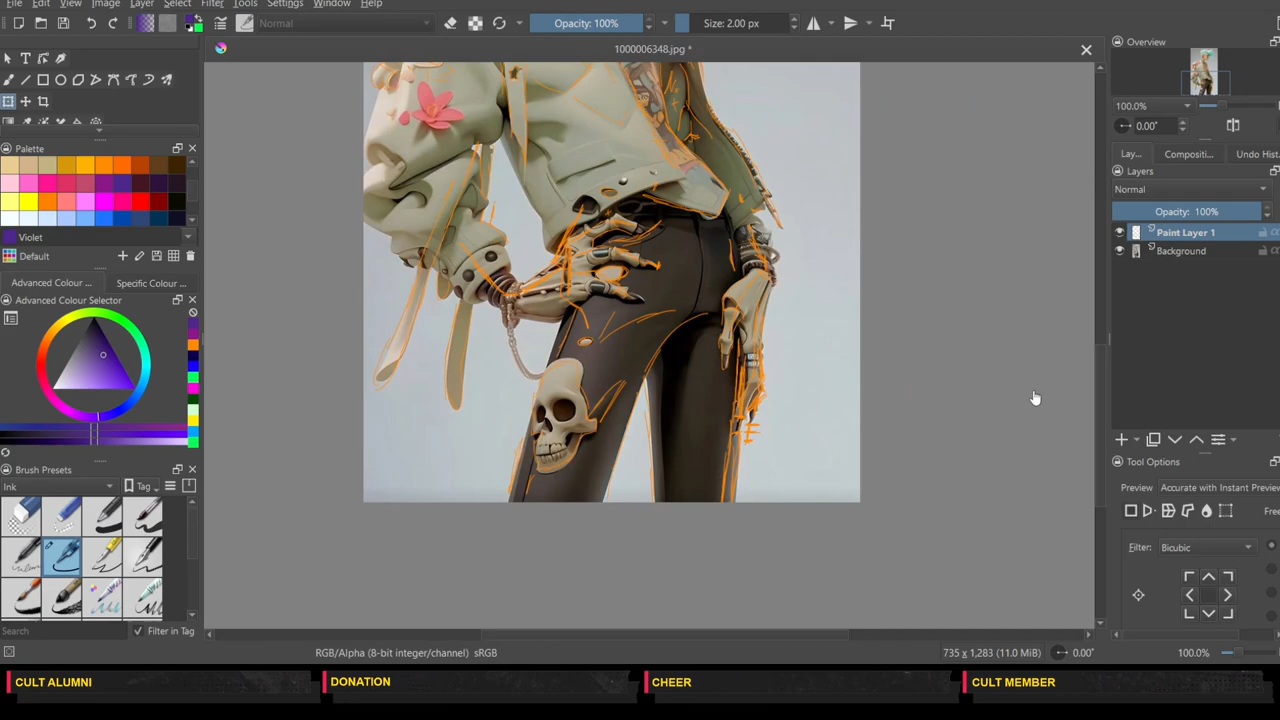 File Edit View Image Layer Select Filter Tools Settings Window Help
Normal
Opacity: 100%
Size: 2.00 px
1000006348.jpg *
Overview
100.0%
0.00°
Palette
Violet
Default
Advanced Colour ...
Specific Colour ...
Advanced Colour Selector
Brush Presets
Ink
Tag
Search
Filter in Tag
Lay...
Compositi...
Undo Hist
Layers
Normal
Opacity: 100%
Paint Layer 1
Background
Tool Options
Preview Accurate with Instant Preview
Free
Filter: Bicubic
RGB/Alpha (8-bit integer/channel) sRGB
735 x 1,283 (11.0 MiB)
0.00°
100.0%
CULT ALUMNI
DONATION
CHEER
CULT MEMBER